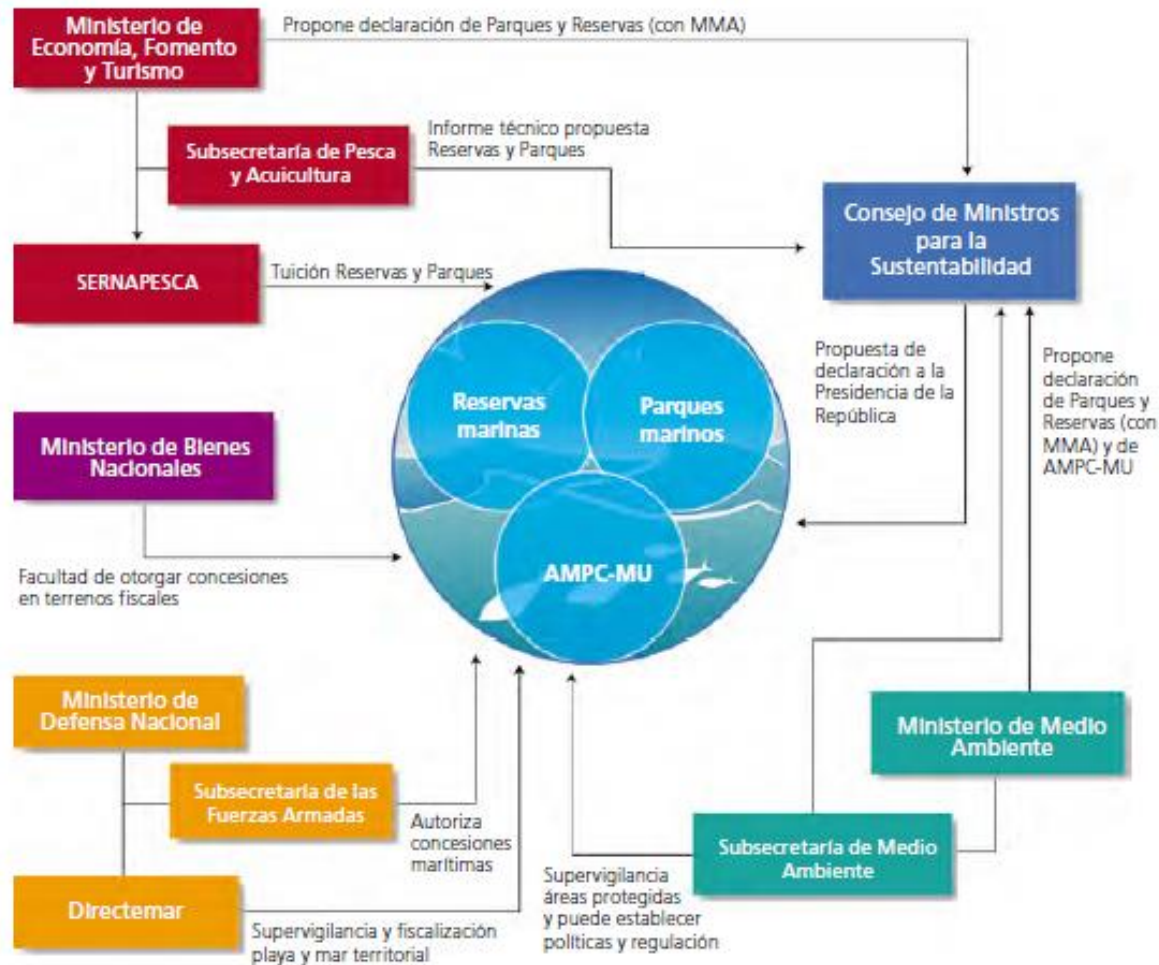 Ministerio de
Economía, Fomento
y Turismo
Propone declaración de Parques y Reservas (con MMA)
Subsecretaría de Pesca
y Acuicultura
Informe técnico propuesta
Reservas y Parques
Consejo de Ministros
para la
Sustentabilidad
SERNAPESCA
Tuición Reservas y Parques
Reservas
marinas
Parques
marinos
AMPC-MU
Propuesta de
declaración a la
Presidencia de la
República
Propone
declaración
de Parques y
Reservas (con
MMA) y de
AMPC-MU
Ministerio de Bienes
Nacionales
Facultad de otorgar concesiones
en terrenos fiscales
Ministerio de
Defensa Nacional
Subsecretaría de las
Fuerzas Armadas
Autoriza
concesiones
marítimas
Directemar
Supervigilancia y fiscalización
playa y mar territorial
Ministerio de Medio
Ambiente
Subsecretaría de Medio
Ambiente
Supervigilancia
áreas protegidas
y puede establecer
políticas y regulación